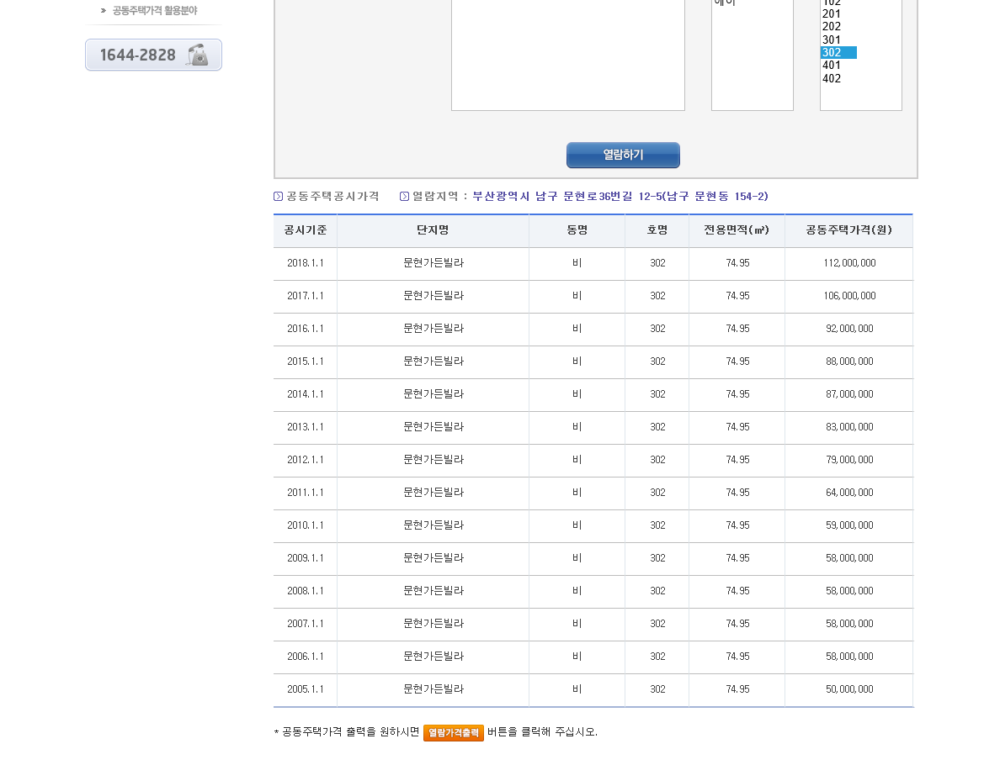 » 공동주택가격 활용분야
1644-2828
에이
102
201
202
301
302
401
402
열람하기
공동주택공시가격 열람지역 : 부산광역시 남구 문현로36번길 12-5(남구 문현동 154-2)
공시기준 단지명 동명 호명 전용면적(㎡) 공동주택가격(원)
2018.1.1 문현가든빌라 비 302 74.95 112,000,000
2017.1.1 문현가든빌라 비 302 74.95 106,000,000
2016.1.1 문현가든빌라 비 302 74.95 92,000,000
2015.1.1 문현가든빌라 비 302 74.95 88,000,000
2014.1.1 문현가든빌라 비 302 74.95 87,000,000
2013.1.1 문현가든빌라 비 302 74.95 83,000,000
2012.1.1 문현가든빌라 비 302 74.95 79,000,000
2011.1.1 문현가든빌라 비 302 74.95 64,000,000
2010.1.1 문현가든빌라 비 302 74.95 59,000,000
2009.1.1 문현가든빌라 비 302 74.95 58,000,000
2008.1.1 문현가든빌라 비 302 74.95 58,000,000
2007.1.1 문현가든빌라 비 302 74.95 58,000,000
2006.1.1 문현가든빌라 비 302 74.95 58,000,000
2005.1.1 문현가든빌라 비 302 74.95 50,000,000
* 공동주택가격 출력을 원하시면 열람가격출력 버튼을 클릭해 주십시오.